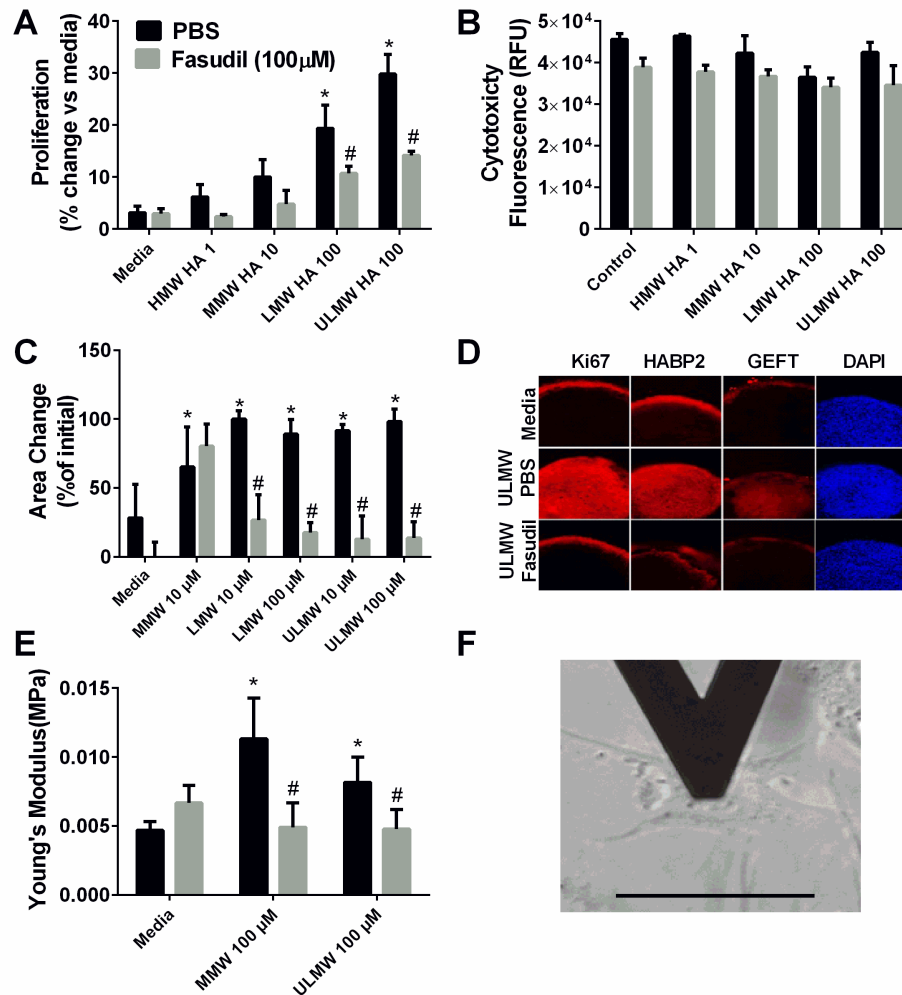 A
PBS
Fasudil (100µM)
Proliferation
(% change vs media)
40
30
20
10
0
*
*
#
#
Media
HMW HA 1
MMW HA 10
LMW HA 100
ULMW HA 100
B
Cytotoxicty
Fluorescence (RFU)
5×10⁴
4×10⁴
3×10⁴
2×10⁴
1×10⁴
0
Control
HMW HA 1
MMW HA 10
LMW HA 100
ULMW HA 100
C
Area Change
(%of initial)
150
100
50
0
*
*
*
*
*
#
#
#
#
Media
MMW 10 µM
LMW 10 µM
LMW 100 µM
ULMW 10 µM
ULMW 100 µM
D
Ki67 HABP2 GEFT DAPI
Media
ULMW
PBS
ULMW
Fasudil
E
Young's Modulus(MPa)
0.015
0.010
0.005
0.000
*
*
#
#
Media
MMW 100 µM
ULMW 100 µM
F